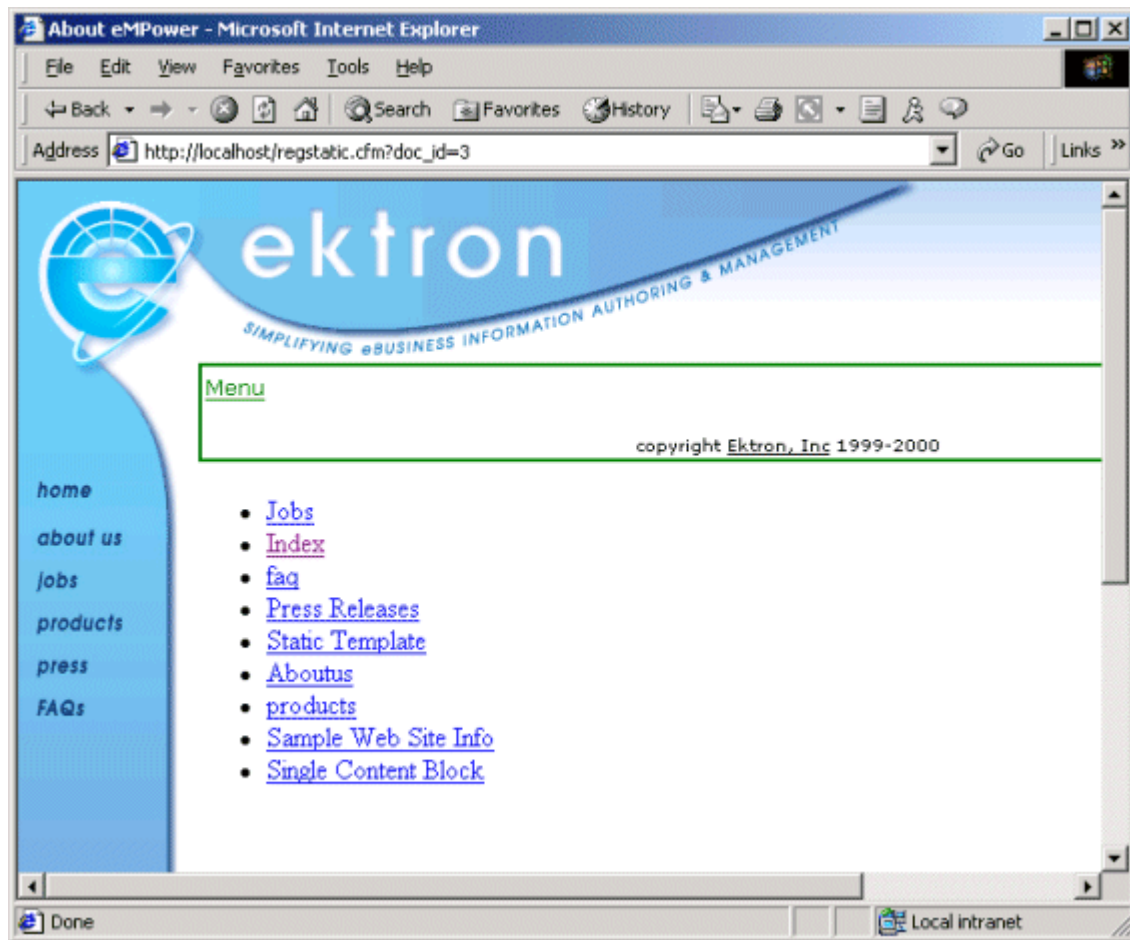 About eMPower - Microsoft Internet Explorer
File Edit View Favorites Tools Help
Back Search Favorites History
Address http://localhost/regstatic.cfm?doc_id=3 Go Links »
ektron
SIMPLIFYING eBUSINESS INFORMATION AUTHORING & MANAGEMENT
Menu
copyright Ektron, Inc 1999-2000
home
about us
jobs
products
press
FAQs
• Jobs
• Index
• faq
• Press Releases
• Static Template
• Aboutus
• products
• Sample Web Site Info
• Single Content Block
Done Local intranet